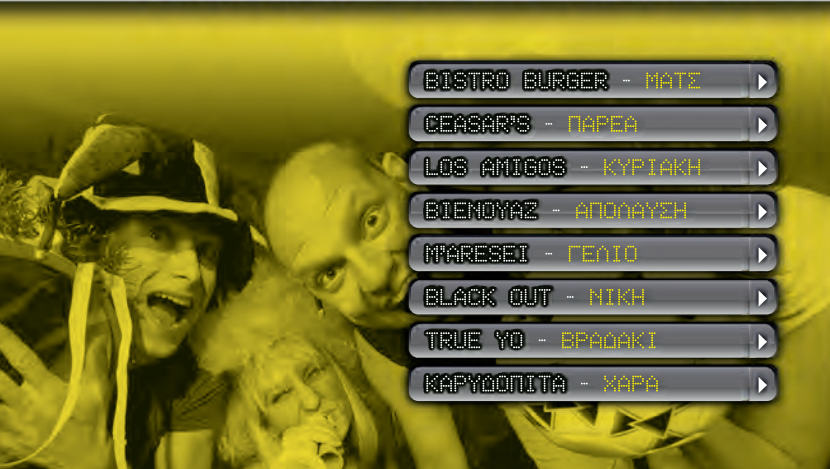 BISTRO BURGER - ΜΑΤΣ
CEASAR'S - ΠΑΡΕΑ
LOS AMIGOS - ΚΥΡΙΑΚΗ
ΒΙΕΝΟΥΑΖ - ΑΠΟΛΑΥΣΗ
M'ARESEI - ΓΕΛΙΟ
BLACK OUT - ΝΙΚΗ
TRUE YO - ΒΡΑΔΑΚΙ
ΚΑΡΥΔΟΠΙΤΑ - ΧΑΡΑ